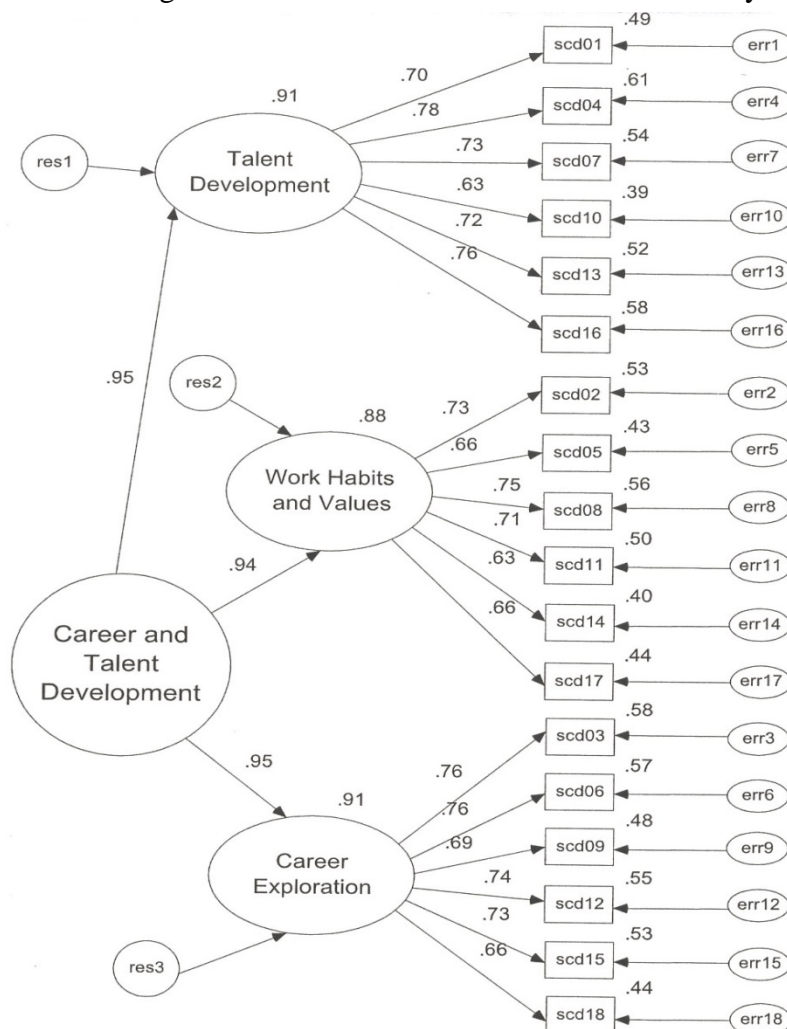 .49
scd01
err1
.70
.91
.61
scd04
err4
.78
Talent
Development
res1
.73
.54
scd07
err7
.63
.39
scd10
err10
.72
.52
scd13
err13
.76
.58
scd16
err16
.95
res2
.88
.73
.53
scd02
err2
.66
.43
scd05
err5
Work Habits
and Values
.75
.56
scd08
err8
.71
.50
scd11
err11
.94
.63
.40
scd14
err14
.66
.44
scd17
err17
Career and
Talent
Development
.95
.91
.76
.58
scd03
err3
.76
.57
scd06
err6
.69
.48
scd09
err9
Career
Exploration
.74
.55
scd12
err12
.73
.53
scd15
err15
res3
.66
.44
scd18
err18